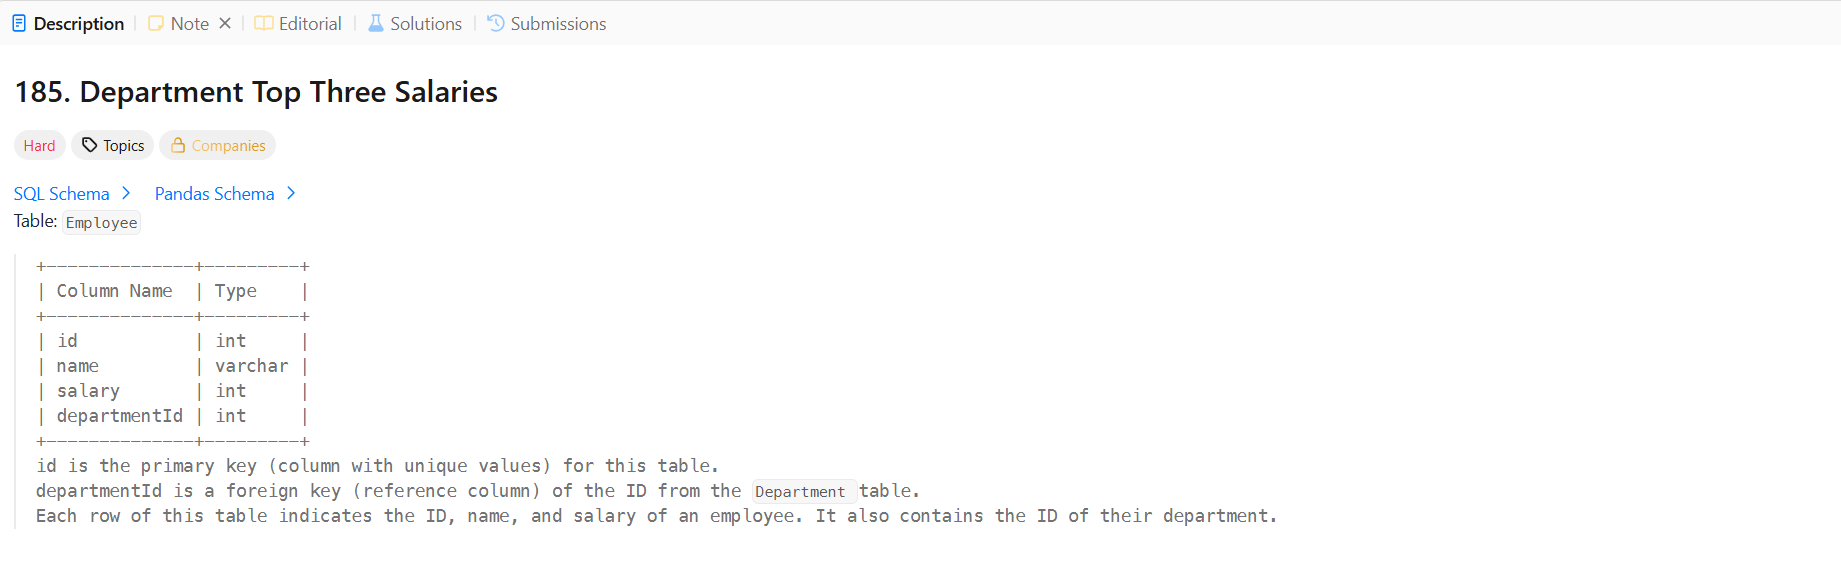 Description Note Editorial Solutions Submissions
185. Department Top Three Salaries
Hard Topics Companies
SQL Schema Pandas Schema
Table: Employee
+--------------+---------+
| Column Name  | Type    |
+--------------+---------+
| id           | int     |
| name         | varchar |
| salary       | int     |
| departmentId | int     |
+--------------+---------+
id is the primary key (column with unique values) for this table.
departmentId is a foreign key (reference column) of the ID from the Department table.
Each row of this table indicates the ID, name, and salary of an employee. It also contains the ID of their department.